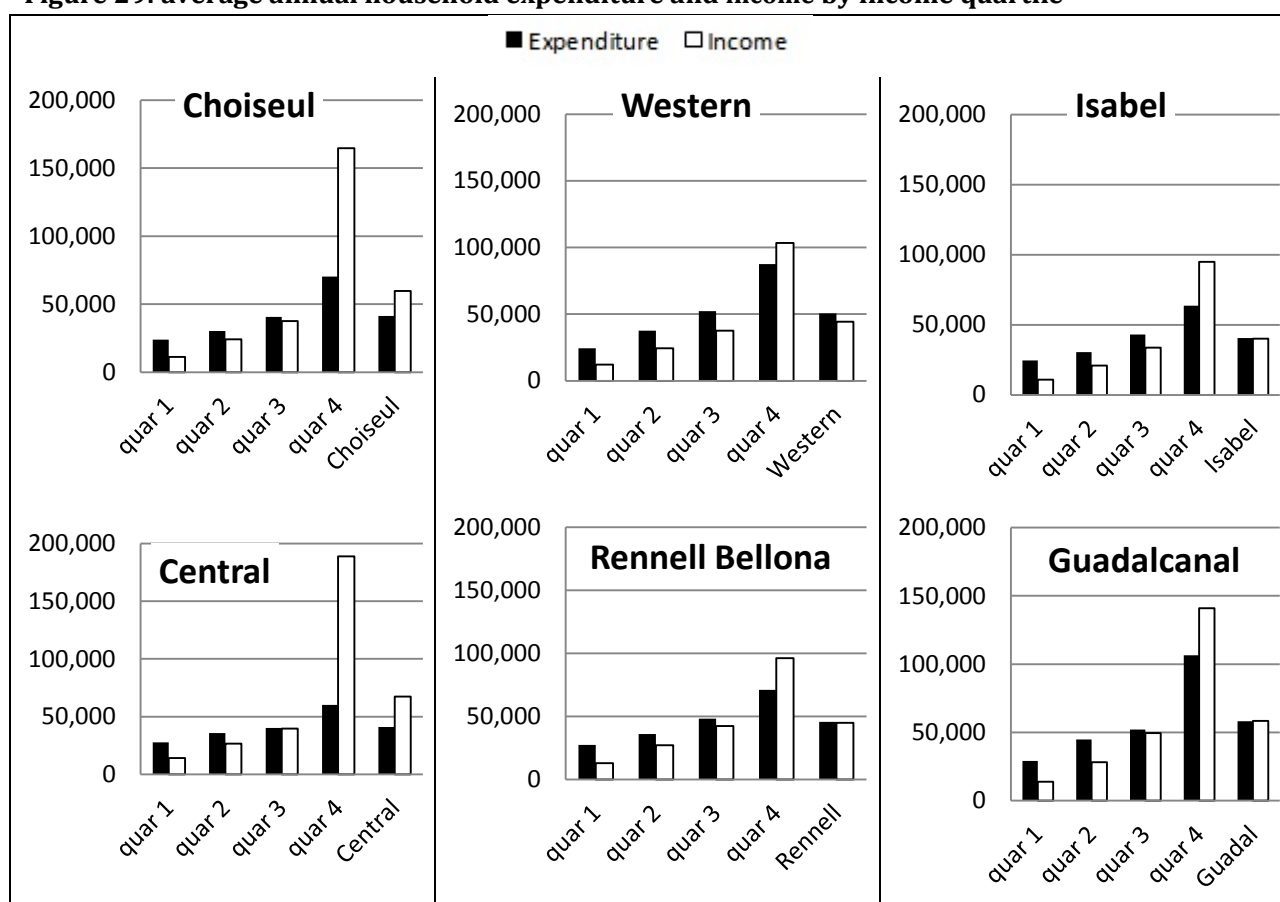 Figure 29: average annual household expenditure and income by income quartile
Expenditure Income
Choiseul
200,000
150,000
100,000
50,000
0
quar 1
quar 2
quar 3
quar 4
Choiseul
Western
200,000
150,000
100,000
50,000
0
quar 1
quar 2
quar 3
quar 4
Western
Isabel
200,000
150,000
100,000
50,000
0
quar 1
quar 2
quar 3
quar 4
Isabel
Central
200,000
150,000
100,000
50,000
0
quar 1
quar 2
quar 3
quar 4
Central
Rennell Bellona
200,000
150,000
100,000
50,000
0
quar 1
quar 2
quar 3
quar 4
Rennell
Guadalcanal
200,000
150,000
100,000
50,000
0
quar 1
quar 2
quar 3
quar 4
Guadal